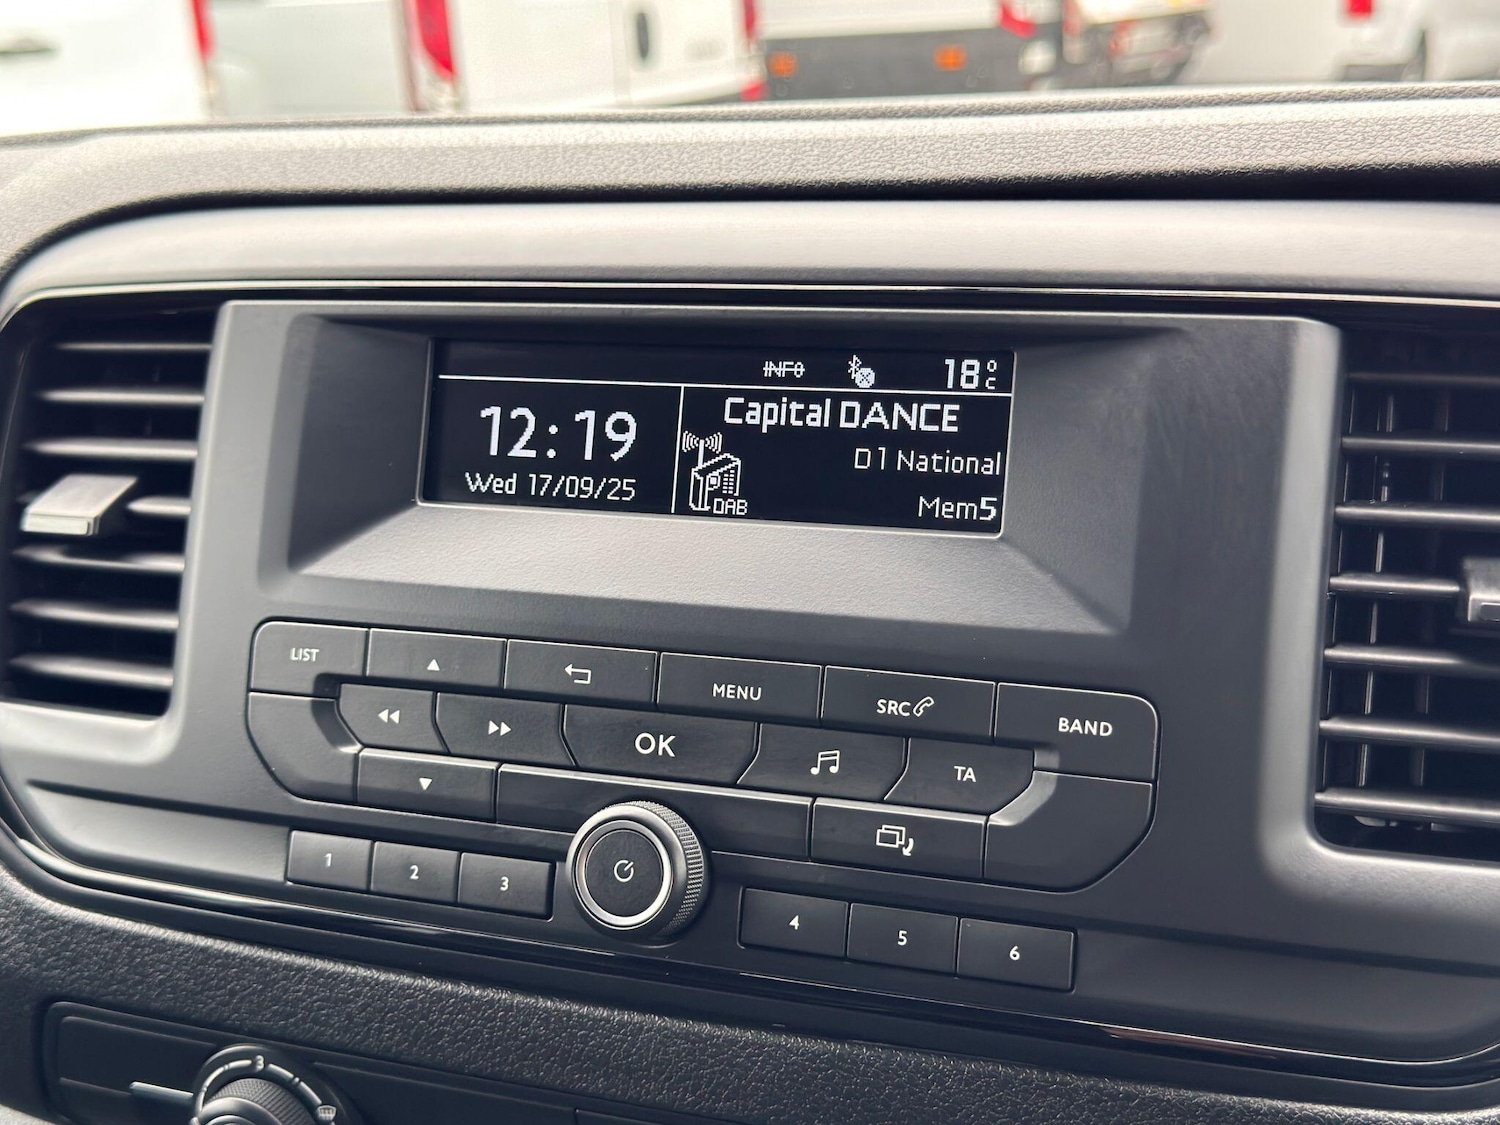 INFO 18°C
12:19
Wed 17/09/25
Capital DANCE
D1 National
DAB
Mem5
LIST
MENU
SRC
BAND
OK
TA
1 2 3
4 5 6
3